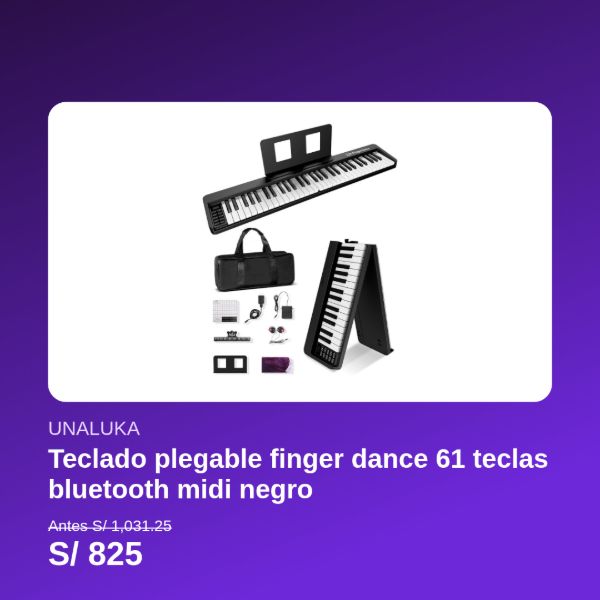 UNALUKA
Teclado plegable finger dance 61 teclas
bluetooth midi negro
Antes S/ 1,031.25
S/ 825